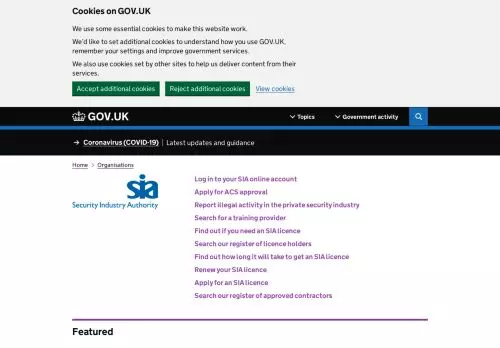 Cookies on GOV.UK
We use some essential cookies to make this website work.
We'd like to set additional cookies to understand how you use GOV.UK,
remember your settings and improve government services.
We also use cookies set by other sites to help us deliver content from their
services.
Accept additional cookies Reject additional cookies View cookies
GOV.UK Topics Government activity
→ Coronavirus (COVID-19) | Latest updates and guidance
Home > Organisations
sia
Security Industry Authority
Log in to your SIA online account
Apply for ACS approval
Report illegal activity in the private security industry
Search for a training provider
Find out if you need an SIA licence
Search our register of licence holders
Find out how long it will take to get an SIA licence
Renew your SIA licence
Apply for an SIA licence
Search our register of approved contractors
Featured